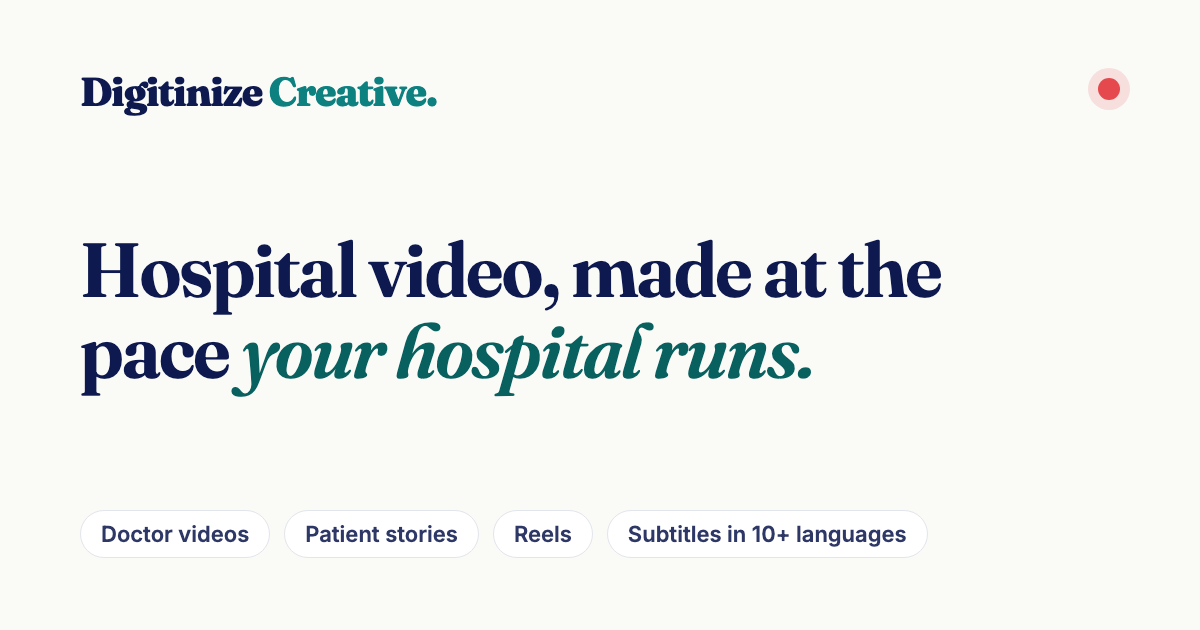 Digitinize Creative.
Hospital video, made at the
pace your hospital runs.
Doctor videos
Patient stories
Reels
Subtitles in 10+ languages